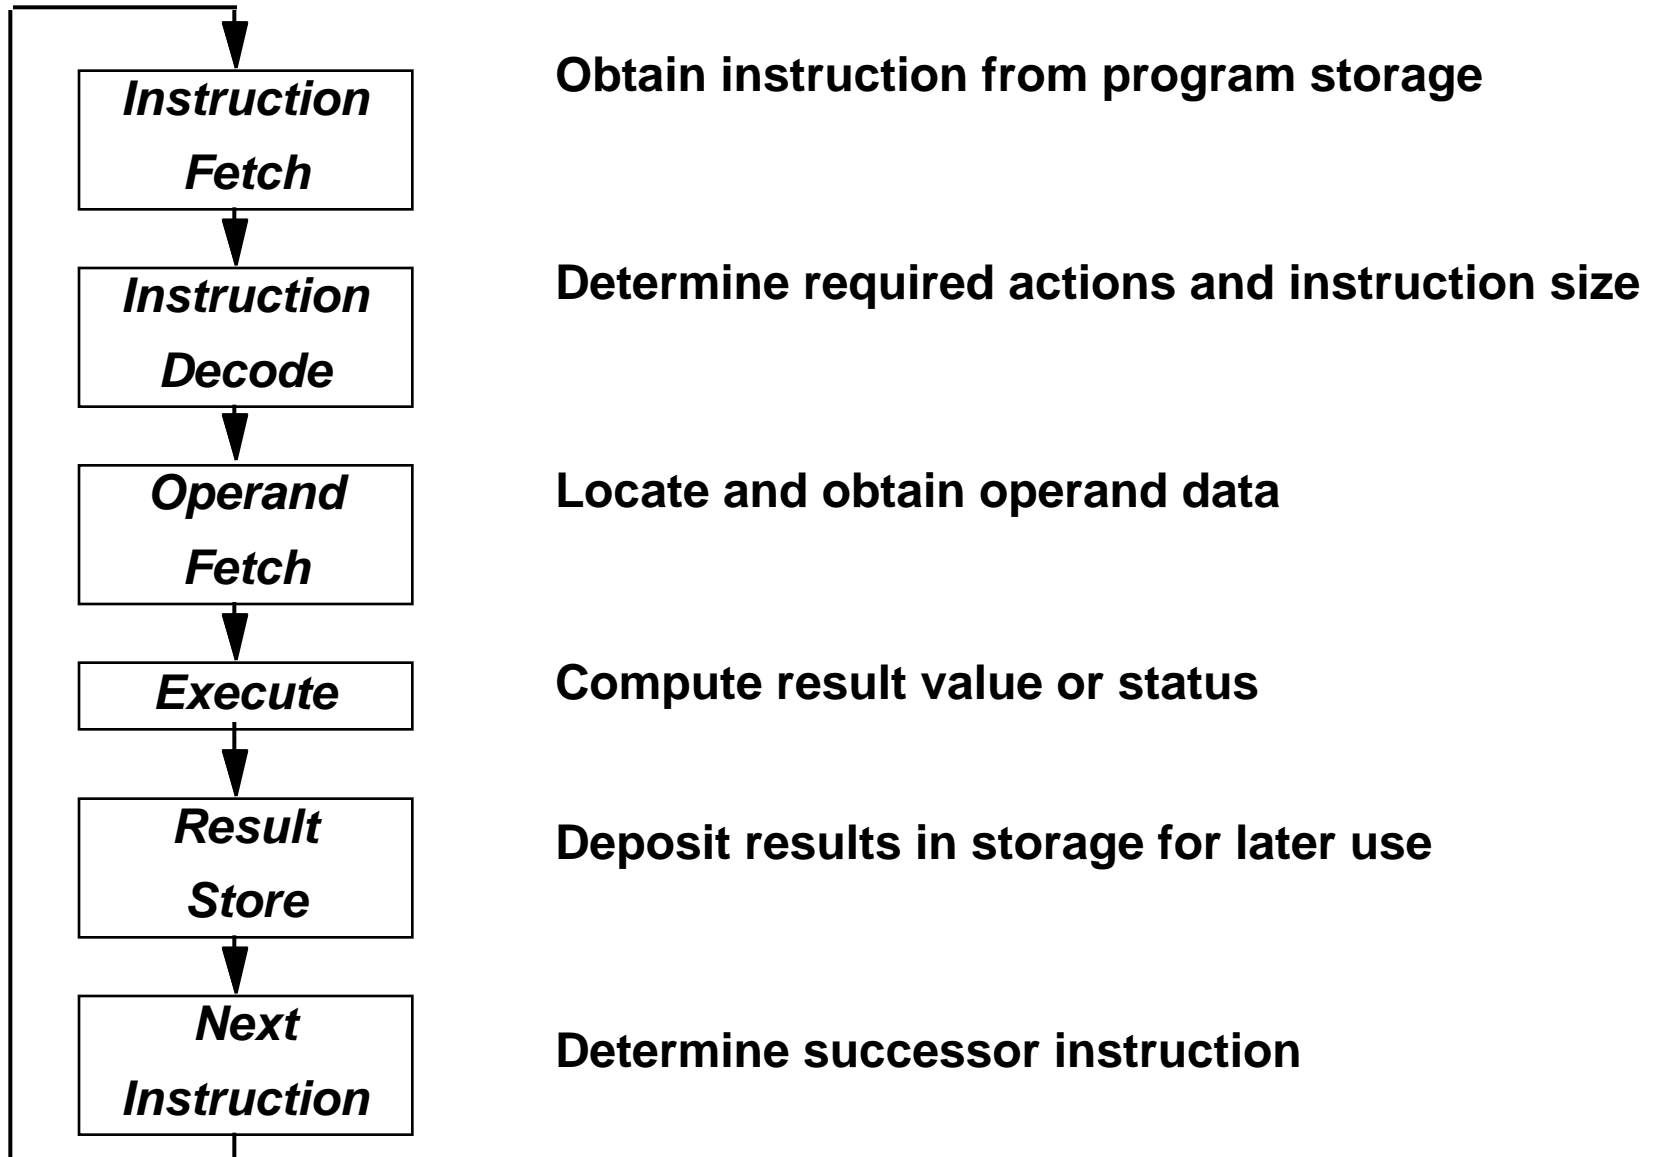 Instruction
Fetch
Obtain instruction from program storage
Instruction
Decode
Determine required actions and instruction size
Operand
Fetch
Locate and obtain operand data
Execute
Compute result value or status
Result
Store
Deposit results in storage for later use
Next
Instruction
Determine successor instruction